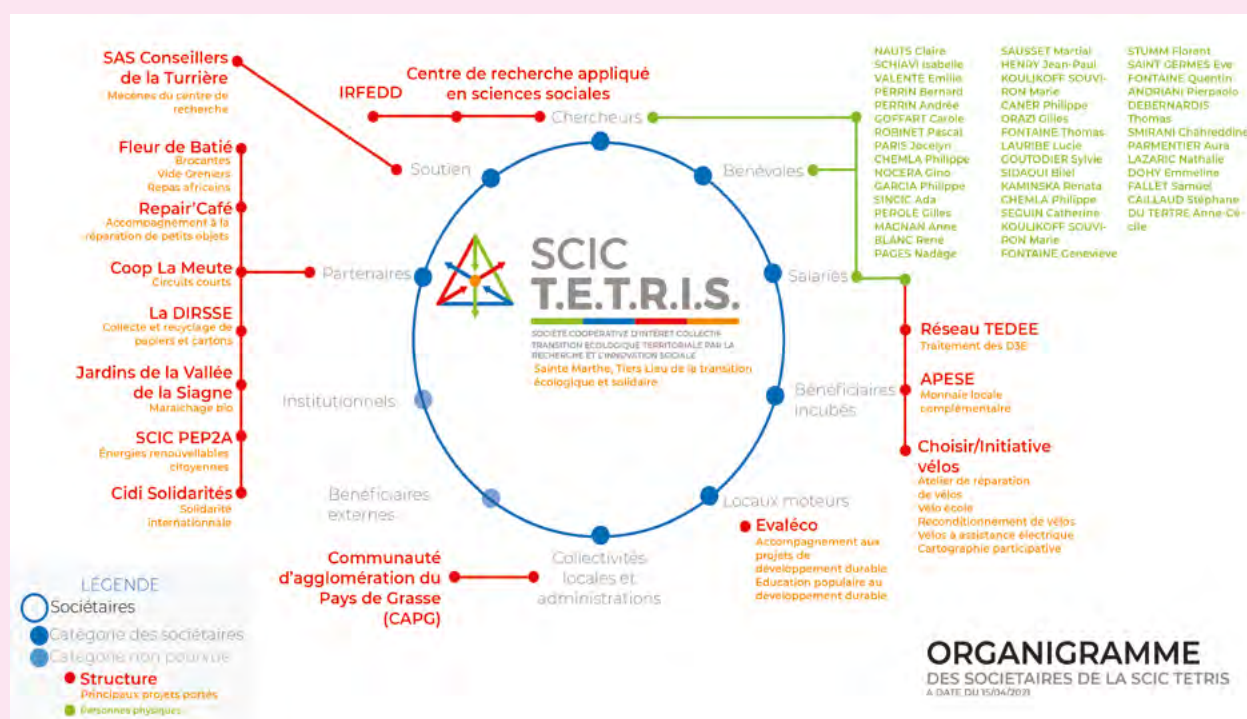 SAS Conseillers
de la Turrière
Mécènes du centre de
recherche
IRFEDD
Centre de recherche appliqué
en sciences sociales
Chercheurs
Soutien
Bénévoles
Fleur de Batié
Brocantes
Vide Greniers
Repas africains
Repair'Café
Accompagnement à la
réparation de petits objets
Coop La Meute
Circuits courts
Partenaires
La DIRSSE
Collecte et recyclage de
papiers et cartons
Jardins de la Vallée
de la Siagne
Maraichage bio
SCIC PEP2A
Énergies renouvellables
citoyennes
Cidi Solidarités
Solidarité
internationnale
Institutionnels
Bénéficiaires
externes
Communauté
d'agglomération du
Pays de Grasse
(CAPG)
Collectivités
locales et
administrations
SCIC
T.E.T.R.I.S.
SOCIÉTÉ COOPÉRATIVE D'INTÉRÊT COLLECTIF
TRANSITION ECOLOGIQUE TERRITORIALE PAR LA
RECHERCHE ET L'INNOVATION SOCIALE
Sainte Marthe, Tiers Lieu de la transition
écologique et solidaire
Salariés
Bénéficiaires
incubés
Locaux moteurs
Evaléco
Accompagnement aux
projets de
développement durable
Education populaire au
développement durable
NAUTS Claire
SCHIAVI Isabelle
VALENTE Emilie
PERRIN Bernard
PERRIN Andrée
GOFFART Carole
ROBINET Pascal
PARIS Jocelyn
CHEMLA Philippe
NOCERA Gino
GARCIA Philippe
SINCIC Ada
PEROLE Gilles
MAGNAN Anne
BLANC René
PAGES Nadège
SAUSSET Martial
HENRY Jean-Paul
KOULIKOFF SOUVI-
RON Marie
CANER Philippe
ORAZI Gilles
FONTAINE Thomas
LAURIBE Lucie
GOUTODIER Sylvie
SIDAOUI Bilel
KAMINSKA Renata
CHEMLA Philippe
SEGUIN Catherine
KOULIKOFF SOUVI-
RON Marie
FONTAINE Geneviève
STUMM Florent
SAINT GERMES Eve
FONTAINE Quentin
ANDRIANI Pierpaolo
DEBERNARDIS
Thomas
SMIRANI Chahreddine
PARMENTIER Aura
LAZARIC Nathalie
DOHY Emmeline
FALLET Samuel
CAILLAUD Stéphane
DU TERTRE Anne-Cé-
cile
Réseau TEDEE
Traitement des D3E
APESE
Monnaie locale
complémentaire
Choisir/Initiative
vélos
Atelier de réparation
de vélos
Vélo école
Reconditionnement de vélos
Vélos à assistance électrique
Cartographie participative
LÉGENDE
Sociétaires
Catégorie des sociétaires
Catégorie non pourvue
Structure
Principaux projets portés
Personnes physiques
ORGANIGRAMME
DES SOCIETAIRES DE LA SCIC TETRIS
A DATE DU 15/04/2021